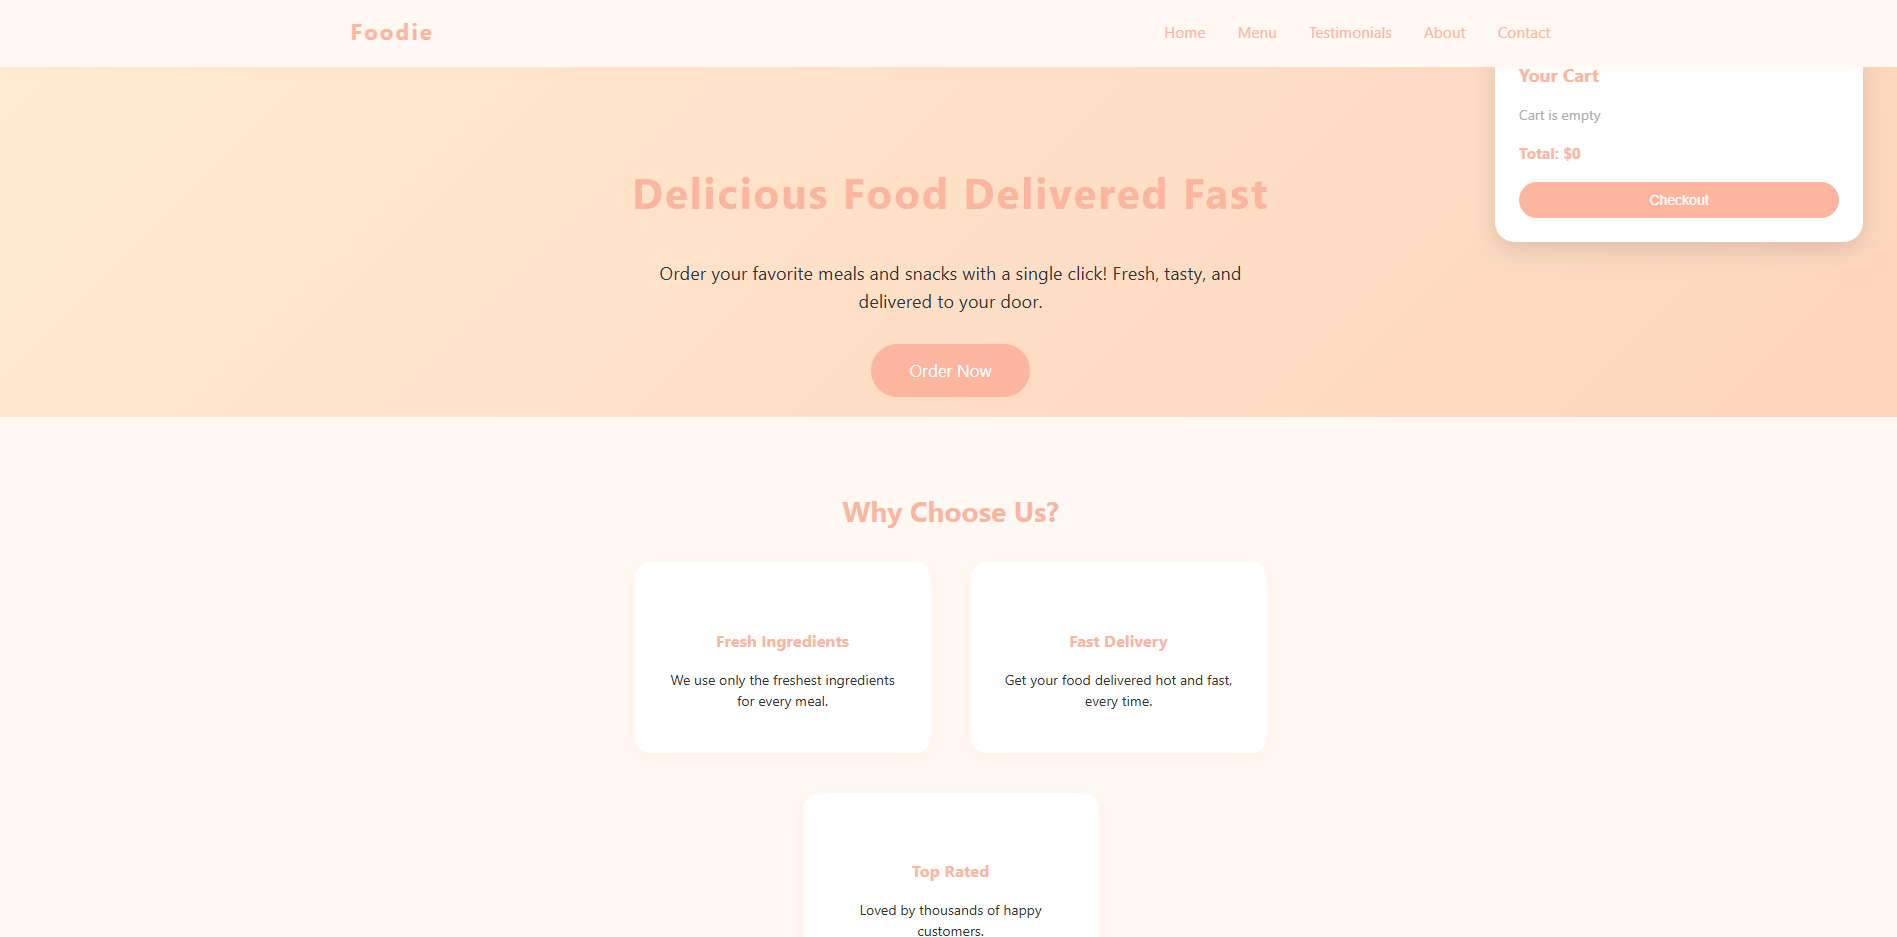 Foodie
Home Menu Testimonials About Contact
Your Cart
Cart is empty
Total: $0
Checkout
Delicious Food Delivered Fast
Order your favorite meals and snacks with a single click! Fresh, tasty, and
delivered to your door.
Order Now
Why Choose Us?
Fresh Ingredients
We use only the freshest ingredients
for every meal.
Fast Delivery
Get your food delivered hot and fast,
every time.
Top Rated
Loved by thousands of happy
customers.